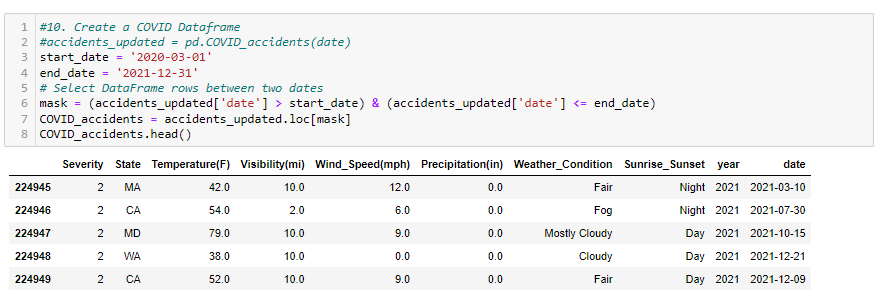 1 #10. Create a COVID Dataframe
2 #accidents_updated = pd.COVID_accidents(date)
3 start_date = '2020-03-01'
4 end_date = '2021-12-31'
5 # Select DataFrame rows between two dates
6 mask = (accidents_updated['date'] > start_date) & (accidents_updated['date'] <= end_date)
7 COVID_accidents = accidents_updated.loc[mask]
8 COVID_accidents.head()
Severity State Temperature(F) Visibility(mi) Wind_Speed(mph) Precipitation(in) Weather_Condition Sunrise_Sunset year date
224945 2 MA 42.0 10.0 12.0 0.0 Fair Night 2021 2021-03-10
224946 2 CA 54.0 2.0 6.0 0.0 Fog Night 2021 2021-07-30
224947 2 MD 79.0 10.0 9.0 0.0 Mostly Cloudy Day 2021 2021-10-15
224948 2 WA 38.0 10.0 0.0 0.0 Cloudy Day 2021 2021-12-21
224949 2 CA 52.0 10.0 9.0 0.0 Fair Day 2021 2021-12-09